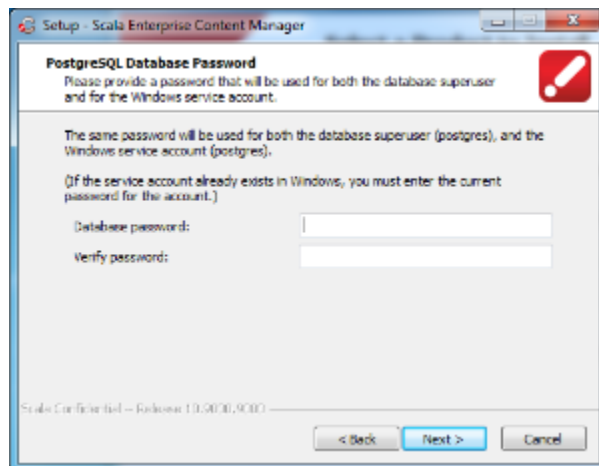 Setup - Scala Enterprise Content Manager
PostgreSQL Database Password
Please provide a password that will be used for both the database superuser
and for the Windows service account.
The same password will be used for both the database superuser (postgres), and the
Windows service account (postgres).
(If the service account already exists in Windows, you must enter the current
password for the account.)
Database password:
Verify password:
Scala Confidential -- Release 10.9000.9000
< Back
Next >
Cancel